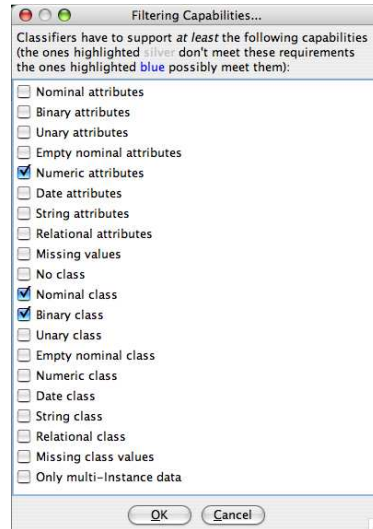 Filtering Capabilities...
Classifiers have to support at least the following capabilities
(the ones highlighted silver don't meet these requirements
the ones highlighted blue possibly meet them):
Nominal attributes
Binary attributes
Unary attributes
Empty nominal attributes
Numeric attributes
Date attributes
String attributes
Relational attributes
Missing values
No class
Nominal class
Binary class
Unary class
Empty nominal class
Numeric class
Date class
String class
Relational class
Missing class values
Only multi-Instance data
OK Cancel